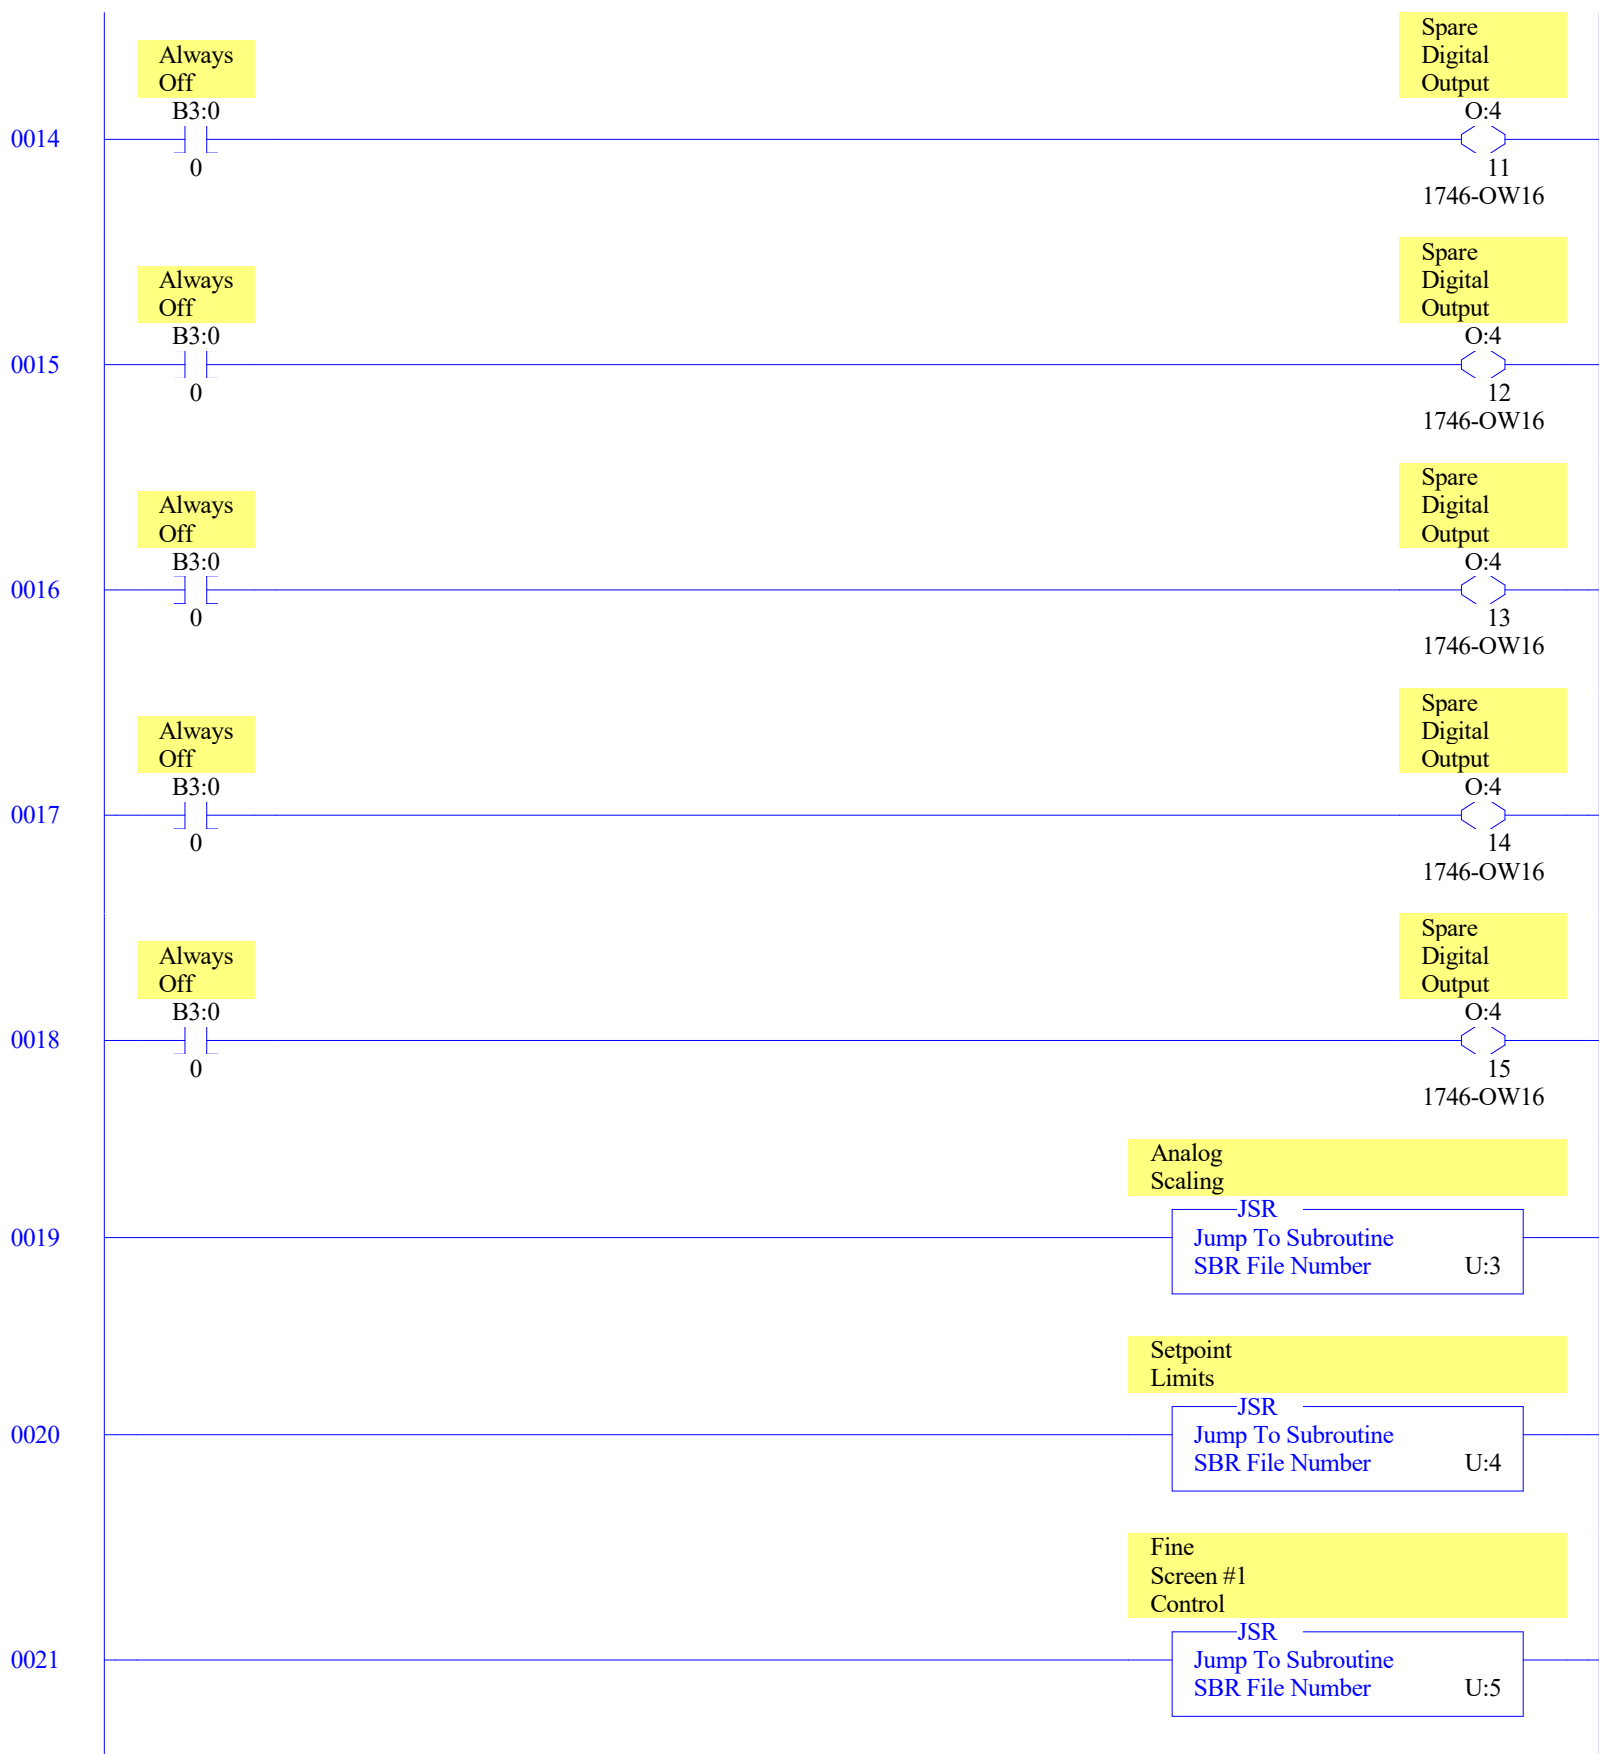 Always
Off
B3:0
0014
0
Spare
Digital
Output
O:4
11
1746-OW16
Always
Off
B3:0
0015
0
Spare
Digital
Output
O:4
12
1746-OW16
Always
Off
B3:0
0016
0
Spare
Digital
Output
O:4
13
1746-OW16
Always
Off
B3:0
0017
0
Spare
Digital
Output
O:4
14
1746-OW16
Always
Off
B3:0
0018
0
Spare
Digital
Output
O:4
15
1746-OW16
Analog
Scaling
JSR
0019
Jump To Subroutine
SBR File Number U:3
Setpoint
Limits
JSR
0020
Jump To Subroutine
SBR File Number U:4
Fine
Screen #1
Control
JSR
0021
Jump To Subroutine
SBR File Number U:5